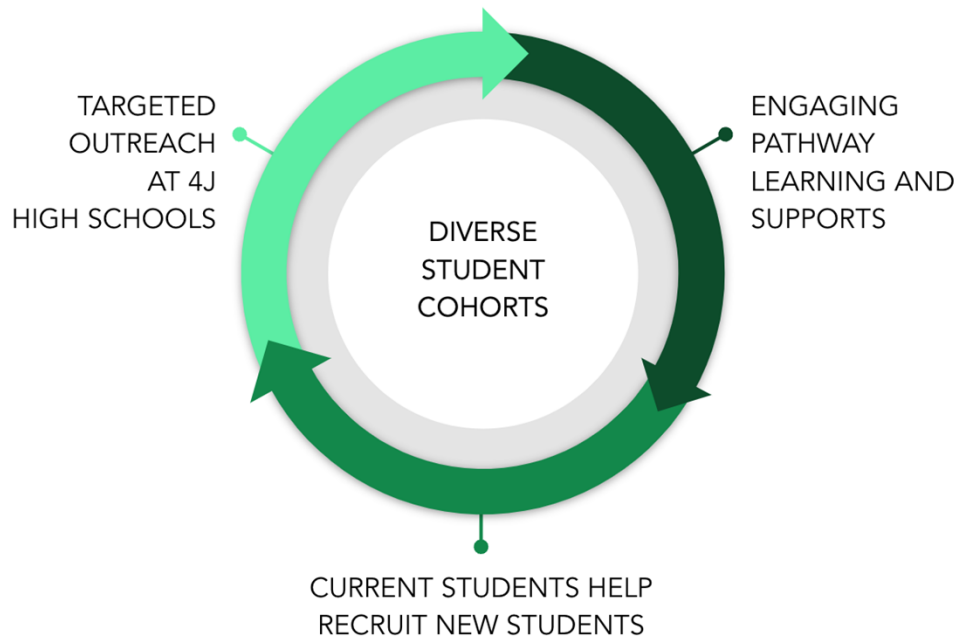 TARGETED
OUTREACH
AT 4J
HIGH SCHOOLS
ENGAGING
PATHWAY
LEARNING AND
SUPPORTS
DIVERSE
STUDENT
COHORTS
CURRENT STUDENTS HELP
RECRUIT NEW STUDENTS